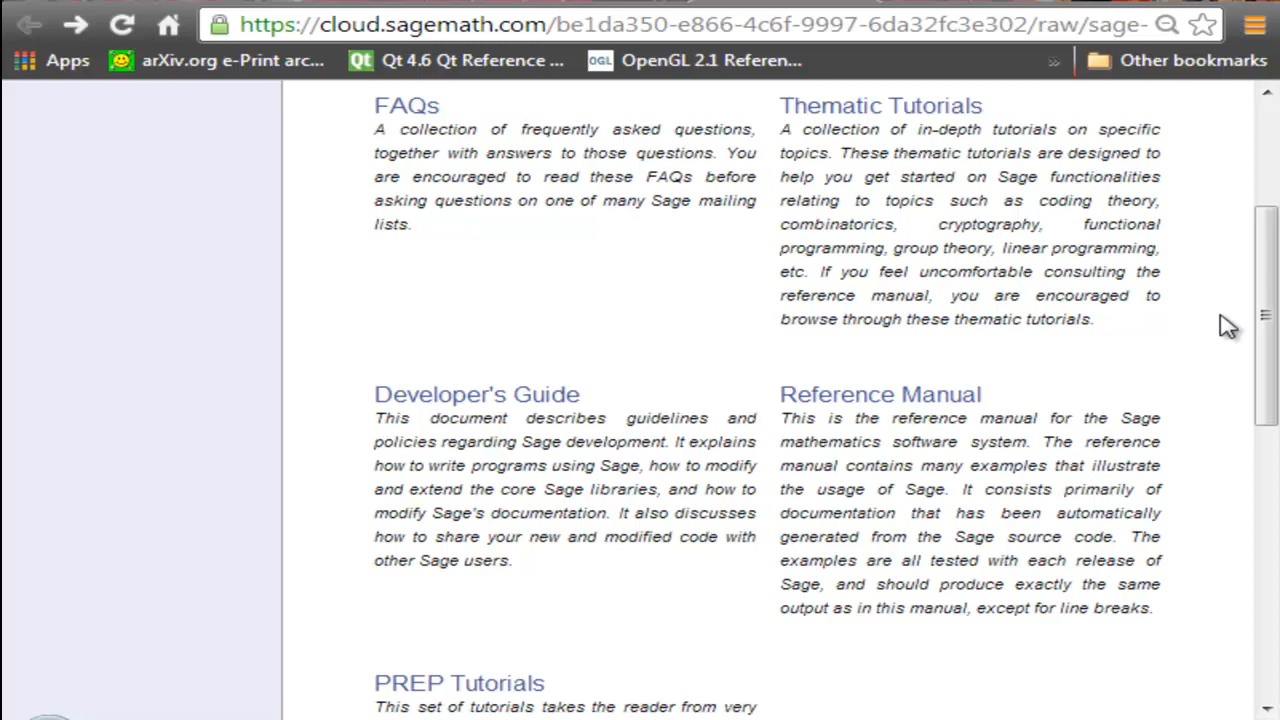 https://cloud.sagemath.com/be1da350-e866-4c6f-9997-6da32fc3e302/raw/sage-
Apps arXiv.org e-Print arc... Qt Qt 4.6 Qt Reference ... OGL OpenGL 2.1 Referen... » Other bookmarks
FAQs
A collection of frequently asked questions,
together with answers to those questions. You
are encouraged to read these FAQs before
asking questions on one of many Sage mailing
lists.
Thematic Tutorials
A collection of in-depth tutorials on specific
topics. These thematic tutorials are designed to
help you get started on Sage functionalities
relating to topics such as coding theory,
combinatorics, cryptography, functional
programming, group theory, linear programming,
etc. If you feel uncomfortable consulting the
reference manual, you are encouraged to
browse through these thematic tutorials.
Developer's Guide
This document describes guidelines and
policies regarding Sage development. It explains
how to write programs using Sage, how to modify
and extend the core Sage libraries, and how to
modify Sage's documentation. It also discusses
how to share your new and modified code with
other Sage users.
Reference Manual
This is the reference manual for the Sage
mathematics software system. The reference
manual contains many examples that illustrate
the usage of Sage. It consists primarily of
documentation that has been automatically
generated from the Sage source code. The
examples are all tested with each release of
Sage, and should produce exactly the same
output as in this manual, except for line breaks.
PREP Tutorials
This set of tutorials takes the reader from very